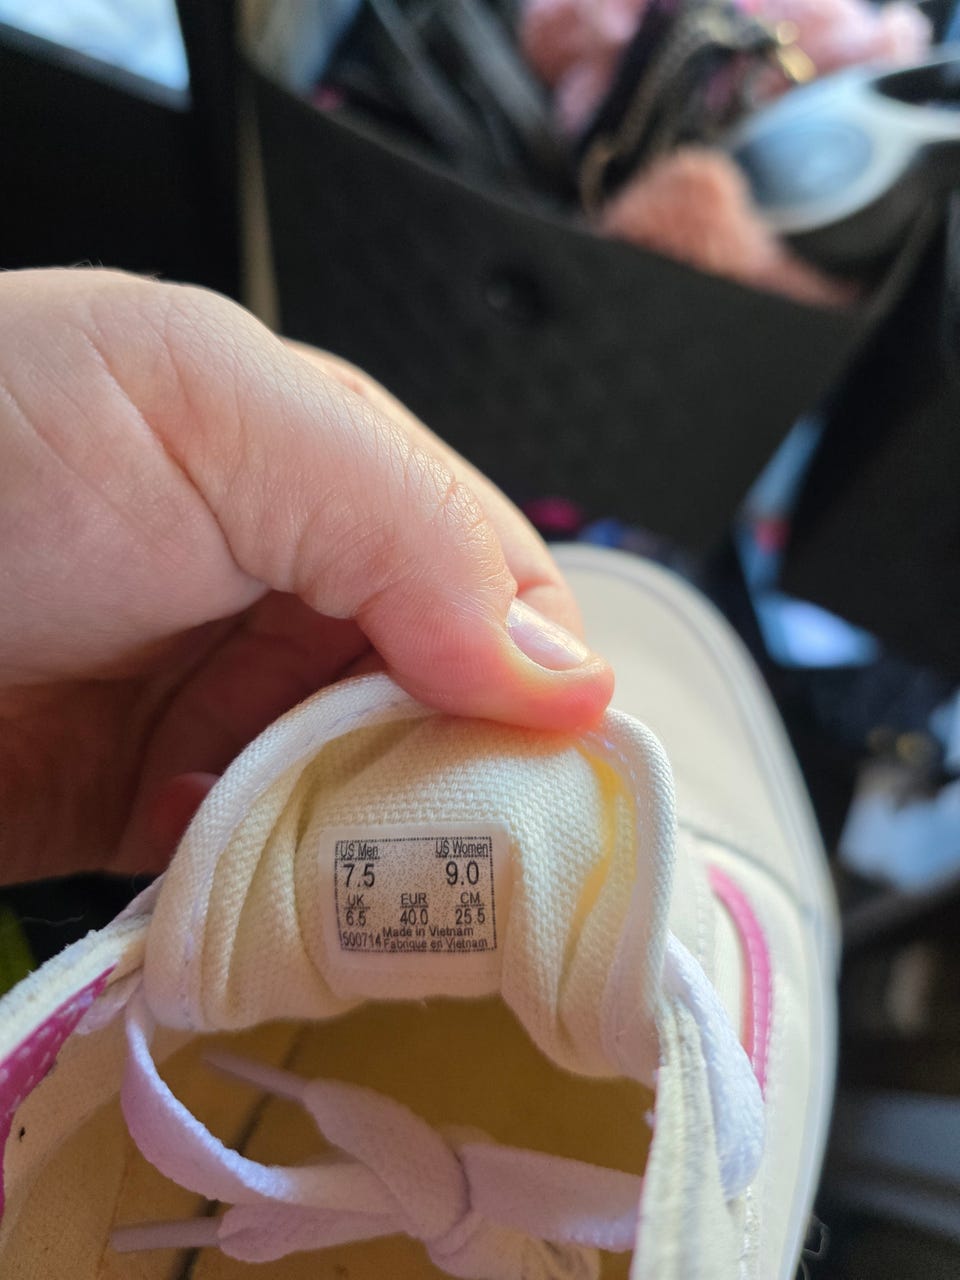 US Men US Women
7.5 9.0
UK EUR CM
6.5 40.0 25.5
Made in Vietnam
500714 Fabriqué en Vietnam